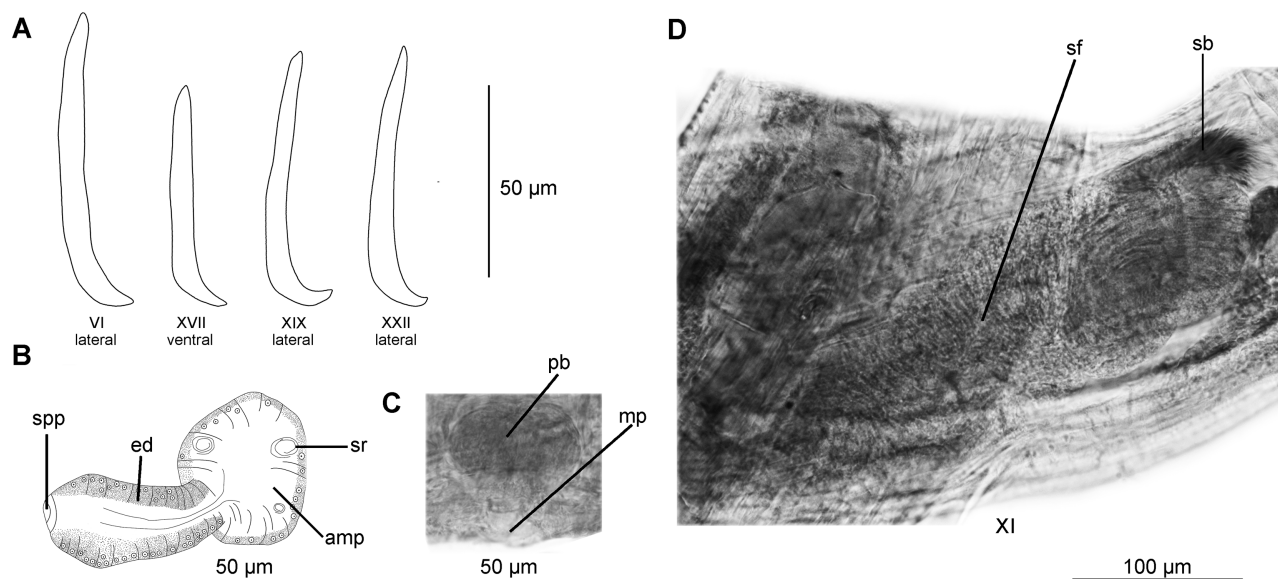 A
50 µm
VI
lateral
XVII
ventral
XIX
lateral
XXII
lateral
B
spp
ed
sr
amp
50 µm
C
pb
mp
50 µm
D
sf
sb
XI
100 µm